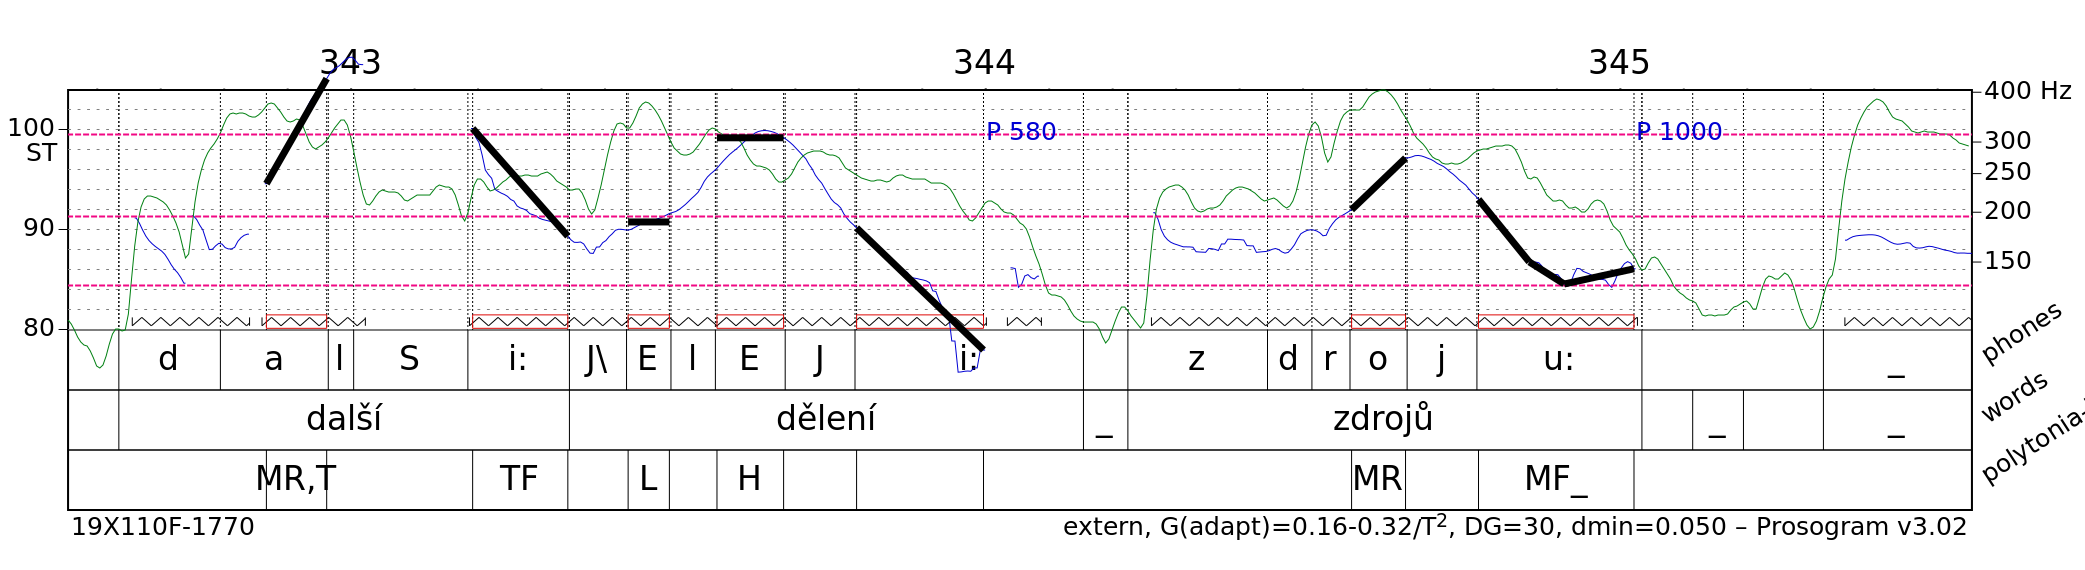 343 344 345
400 Hz
100
ST
P 580 P 1000
300
250
90
200
150
80
phones
d a l S i: J\ E l E J i: z d r o j u: _
words
další dělení _ zdrojů _ _
MR,T TF L H MR MF_
19X110F-1770
extern, G(adapt)=0.16-0.32/T², DG=30, dmin=0.050 – Prosogram v3.02